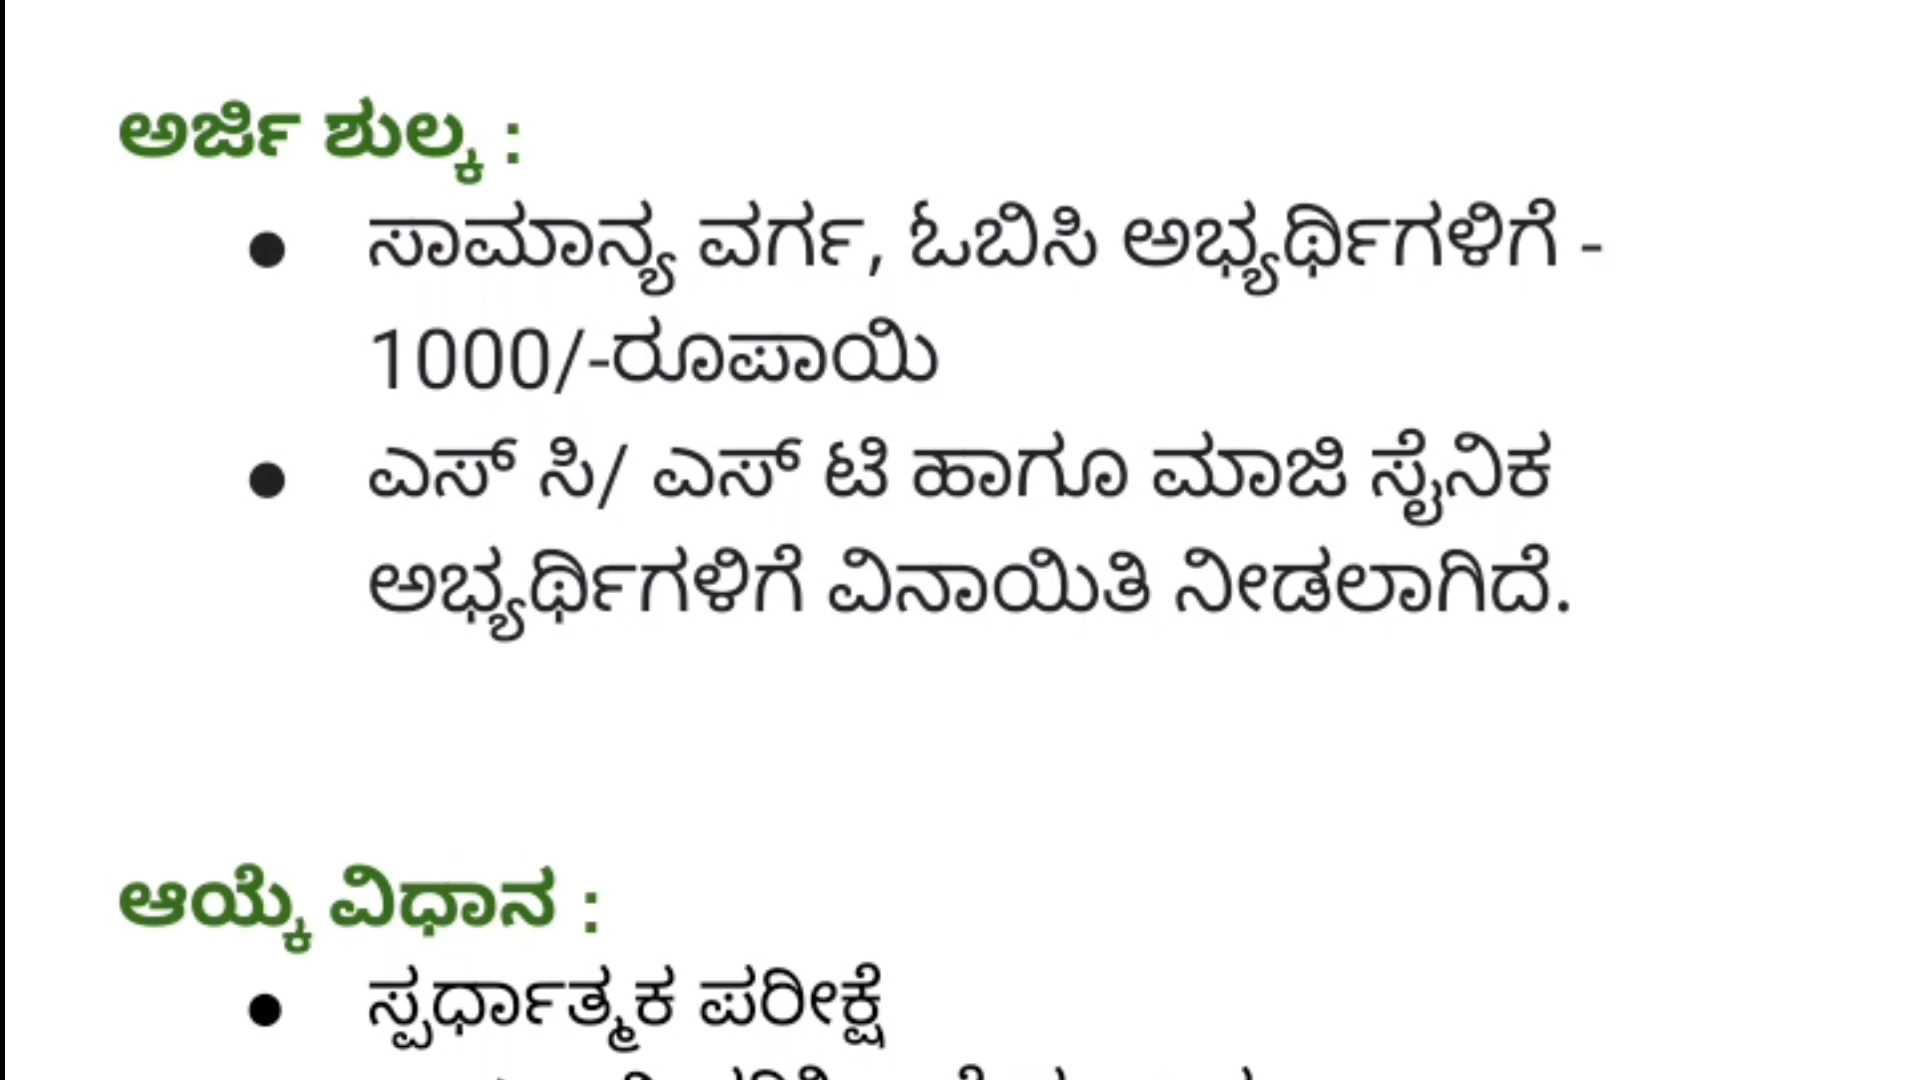 ಅರ್ಜಿ ಶುಲ್ಕ :
● ಸಾಮಾನ್ಯ ವರ್ಗ, ಓಬಿಸಿ ಅಭ್ಯರ್ಥಿಗಳಿಗೆ -
1000/-ರೂಪಾಯಿ
● ಎಸ್ ಸಿ/ ಎಸ್ ಟಿ ಹಾಗೂ ಮಾಜಿ ಸೈನಿಕ
ಅಭ್ಯರ್ಥಿಗಳಿಗೆ ವಿನಾಯಿತಿ ನೀಡಲಾಗಿದೆ.
ಆಯ್ಕೆ ವಿಧಾನ :
● ಸ್ಪರ್ಧಾತ್ಮಕ ಪರೀಕ್ಷೆ